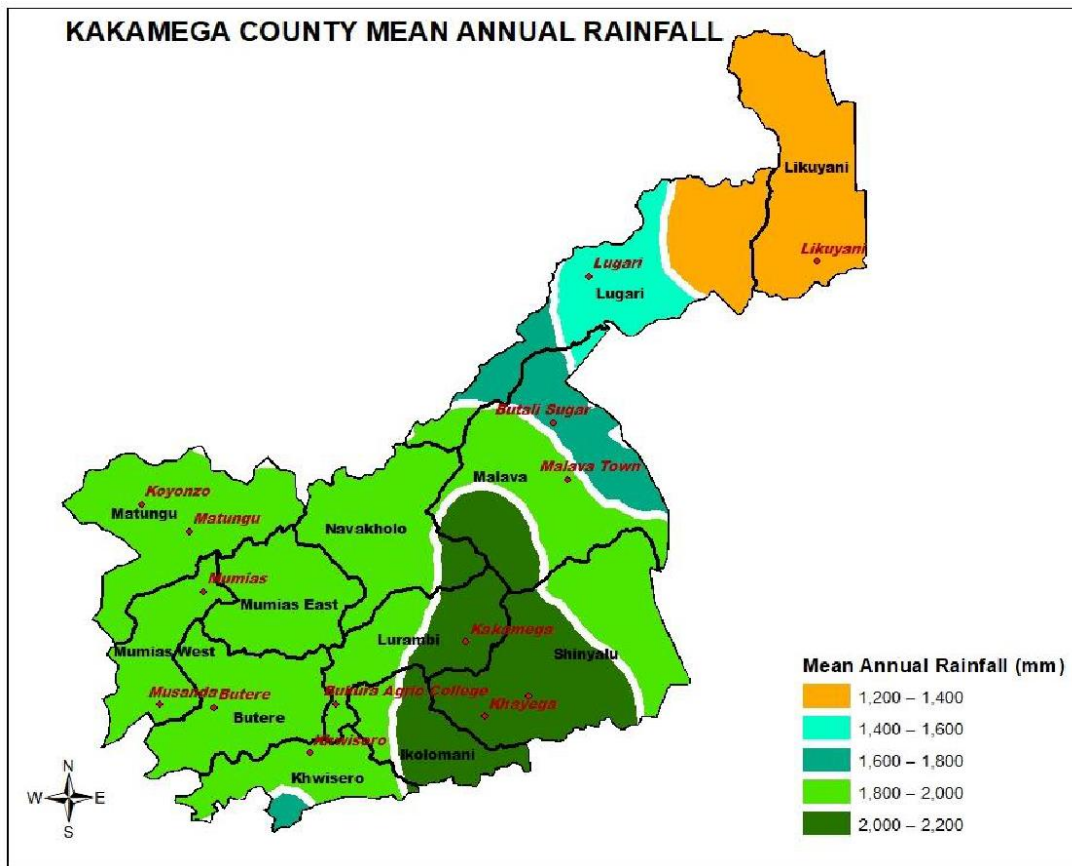 KAKAMEGA COUNTY MEAN ANNUAL RAINFALL
Likuyani
Likuyani
Lugari
Lugari
Butali Sugar
Malava Town
Malava
Koyonzo
Matungu
Matungu
Navakholo
Mumias
Mumias East
Kakamega
Lurambi
Mumias West
Shinyalu
Musanda
Butere
Bukura Agric College
Khayega
Butere
Khwisero
Ikolomani
Khwisero
N
W E
S
Mean Annual Rainfall (mm)
1,200 – 1,400
1,400 – 1,600
1,600 – 1,800
1,800 – 2,000
2,000 – 2,200